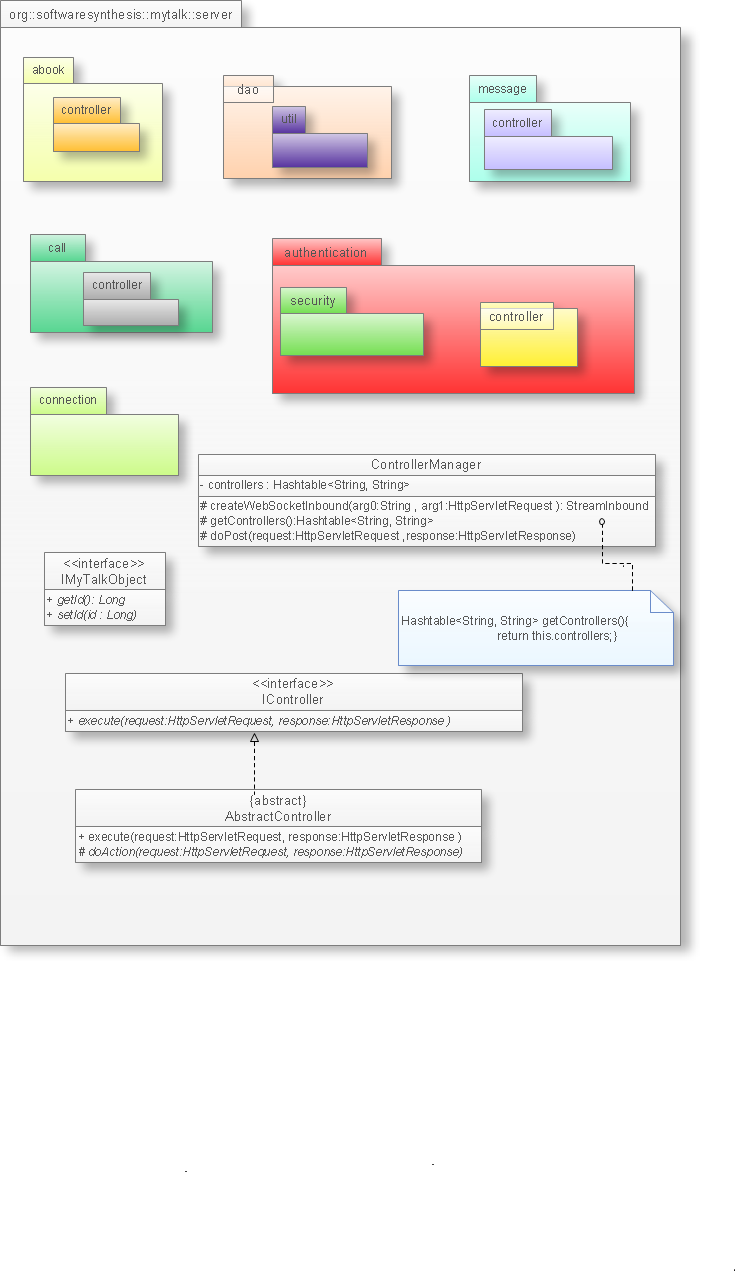 org::softwaresynthesis::mytalk::server
abook
controller
dao
util
message
controller
call
controller
authentication
security
controller
connection
ControllerManager
- controllers : Hashtable<String, String>
# createWebSocketInbound(arg0:String , arg1:HttpServletRequest ): StreamInbound
# getControllers():Hashtable<String, String>
# doPost(request:HttpServletRequest ,response:HttpServletResponse)
<<interface>>
IMyTalkObject
+ getId(): Long
+ setId(id : Long)
Hashtable<String, String> getControllers(){
return this.controllers;}
<<interface>>
IController
+ execute(request:HttpServletRequest, response:HttpServletResponse )
{abstract}
AbstractController
+ execute(request:HttpServletRequest, response:HttpServletResponse )
# doAction(request:HttpServletRequest, response:HttpServletResponse)